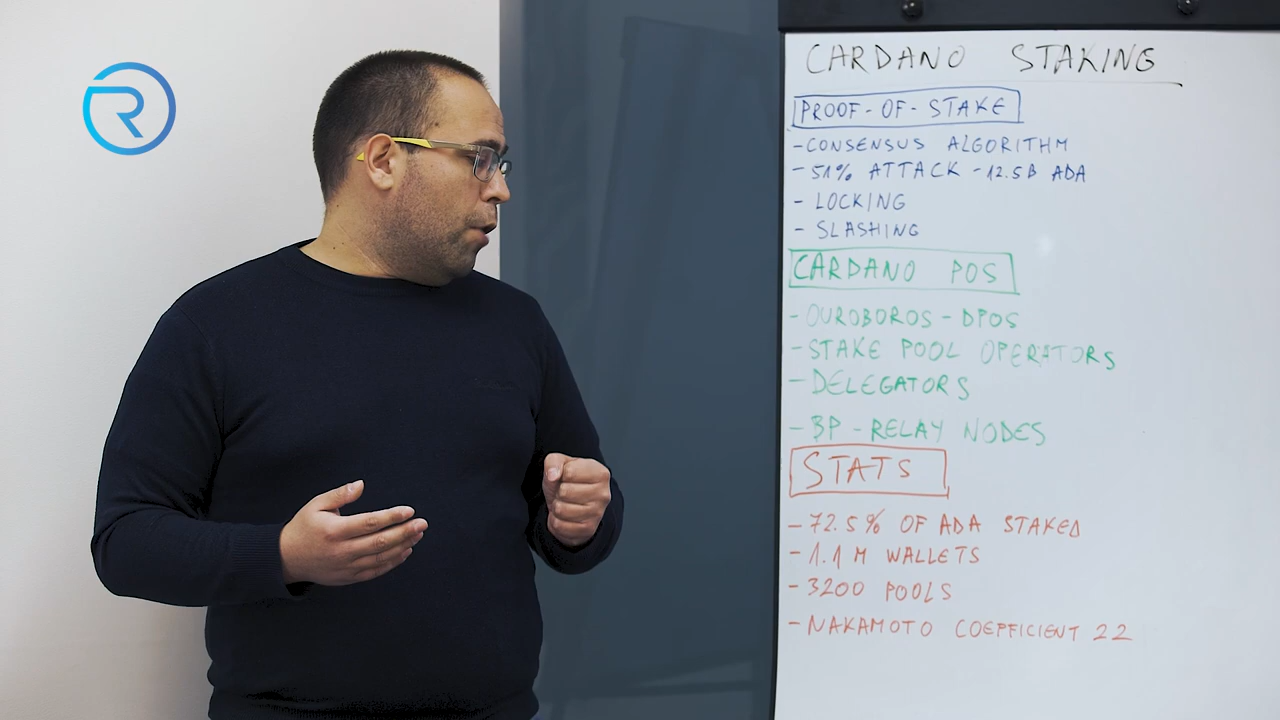 CARDANO STAKING
PROOF-OF-STAKE
-CONSENSUS ALGORITHM
-51% ATTACK -12.5B ADA
- LOCKING
- SLASHING
CARDANO POS
- OUROBOROS - DPOS
- STAKE POOL OPERATORS
- DELEGATORS
- BP - RELAY NODES
STATS
- 72.5% OF ADA STAKED
- 1.1 M WALLETS
- 3200 POOLS
- NAKAMOTO COEFFICIENT 22